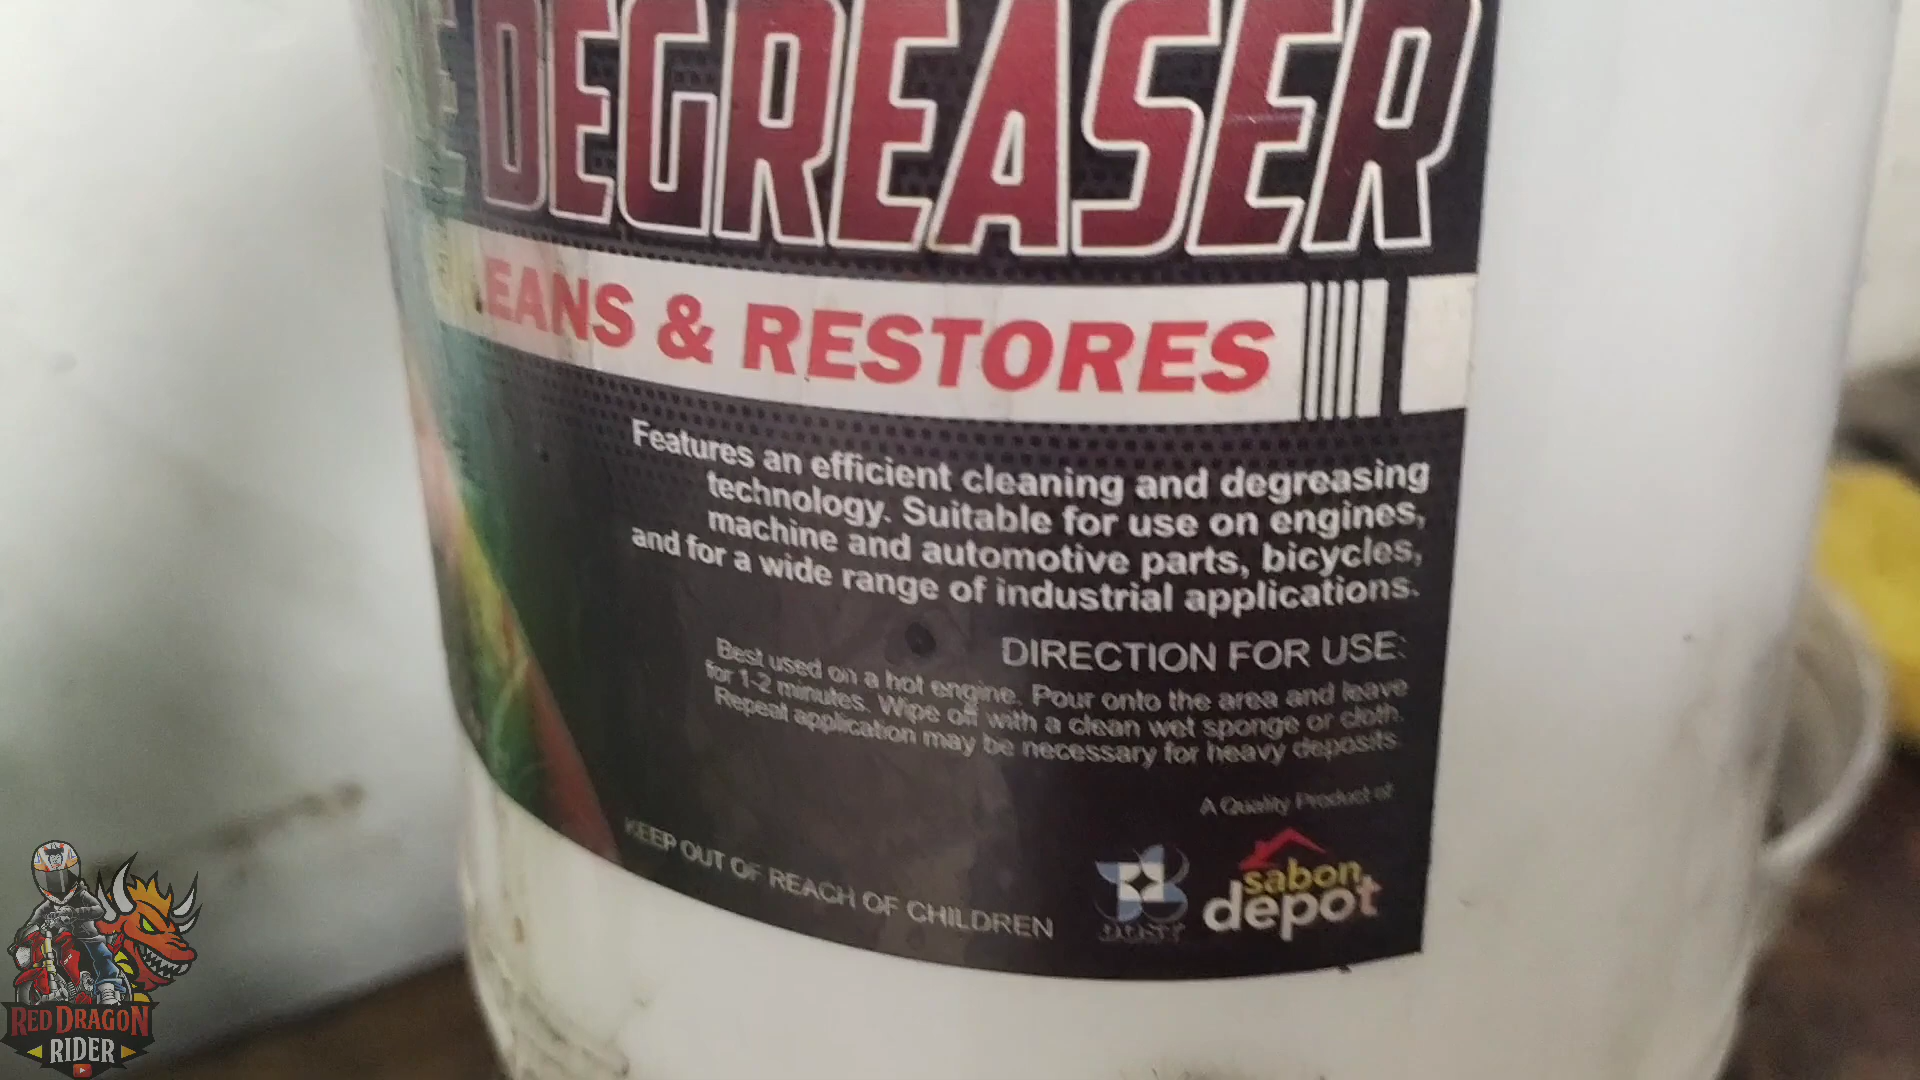 E DEGREASER
LEANS & RESTORES
Features an efficient cleaning and degreasing
technology. Suitable for use on engines,
machine and automotive parts, bicycles,
and for a wide range of industrial applications.
DIRECTION FOR USE:
Best used on a hot engine. Pour onto the area and leave
for 1-2 minutes. Wipe off with a clean wet sponge or cloth.
Repeat application may be necessary for heavy deposits.
A Quality Product of
KEEP OUT OF REACH OF CHILDREN
DOST
sabon
depot
RED DRAGON
RIDER